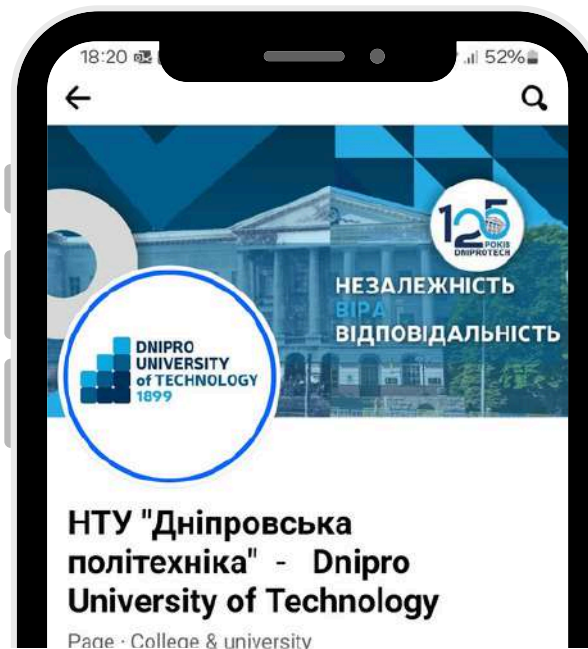 18:20
52%
125
РОКІВ
DNIPROTECH
НЕЗАЛЕЖНІСТЬ
ВІРА
ВІДПОВІДАЛЬНІСТЬ
DNIPRO
UNIVERSITY
of TECHNOLOGY
1899
НТУ "Дніпровська
політехніка" - Dnipro
University of Technology
Page · College & university